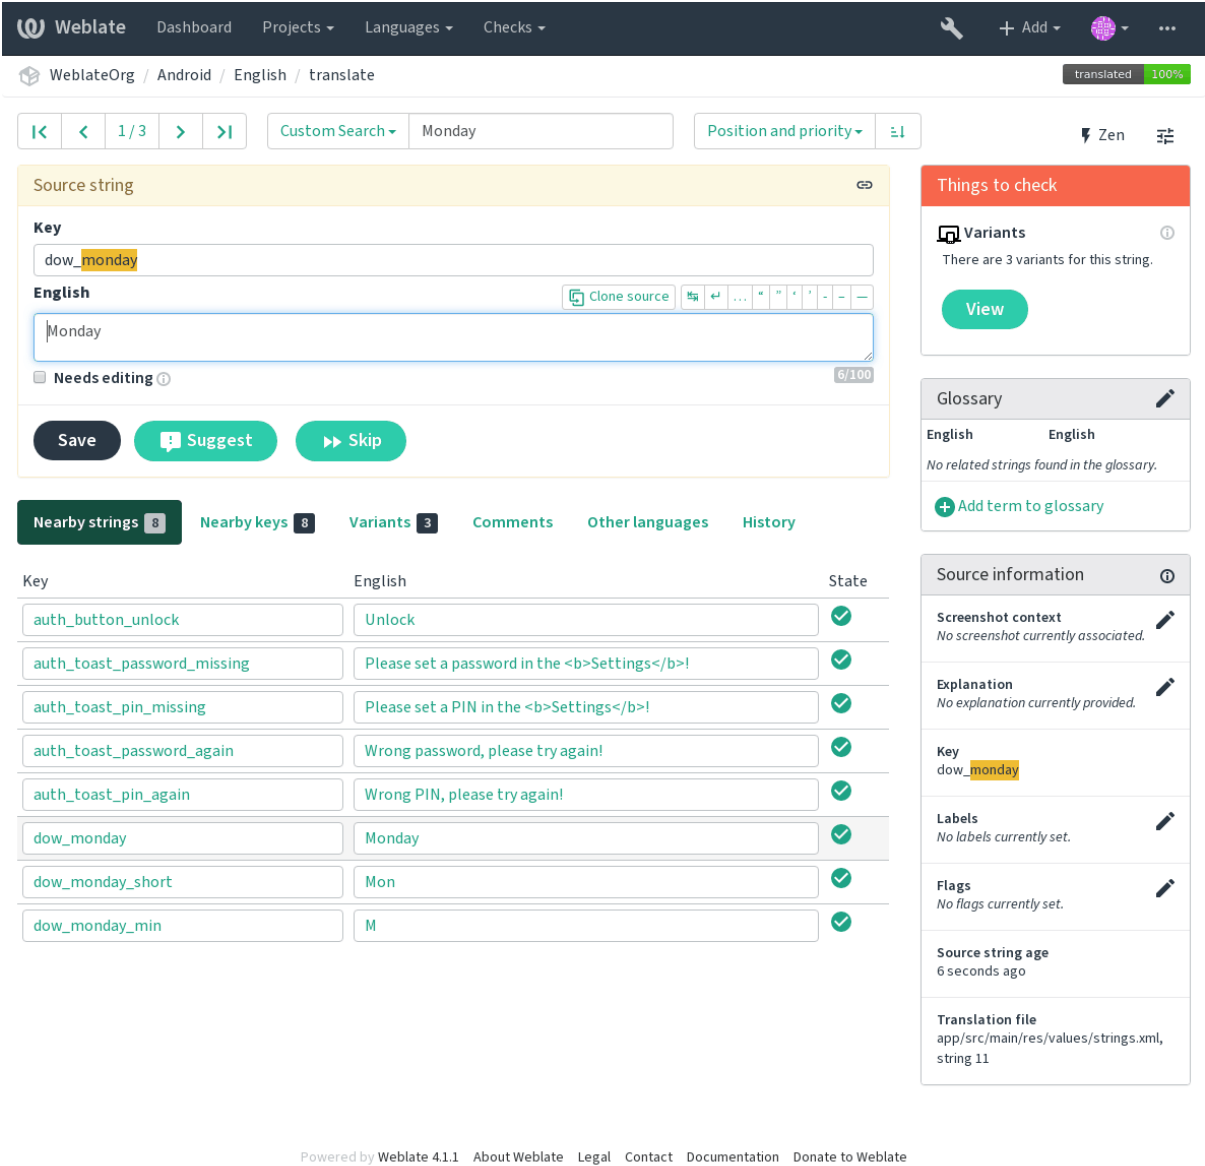 Weblate Dashboard Projects Languages Checks Add
WeblateOrg / Android / English / translate translated 100%
1 / 3 Custom Search Monday Position and priority Zen
Source string
Key
dow_monday
English Clone source … “ ” ‘ ’ - – —
Monday
Needs editing 6/100
Save Suggest Skip
Things to check
Variants
There are 3 variants for this string.
View
Glossary
English English
No related strings found in the glossary.
Add term to glossary
Nearby strings 8 Nearby keys 8 Variants 3 Comments Other languages History
Key English State
auth_button_unlock Unlock
auth_toast_password_missing Please set a password in the <b>Settings</b>!
auth_toast_pin_missing Please set a PIN in the <b>Settings</b>!
auth_toast_password_again Wrong password, please try again!
auth_toast_pin_again Wrong PIN, please try again!
dow_monday Monday
dow_monday_short Mon
dow_monday_min M
Source information
Screenshot context
No screenshot currently associated.
Explanation
No explanation currently provided.
Key
dow_monday
Labels
No labels currently set.
Flags
No flags currently set.
Source string age
6 seconds ago
Translation file
app/src/main/res/values/strings.xml,
string 11
Powered by Weblate 4.1.1 About Weblate Legal Contact Documentation Donate to Weblate